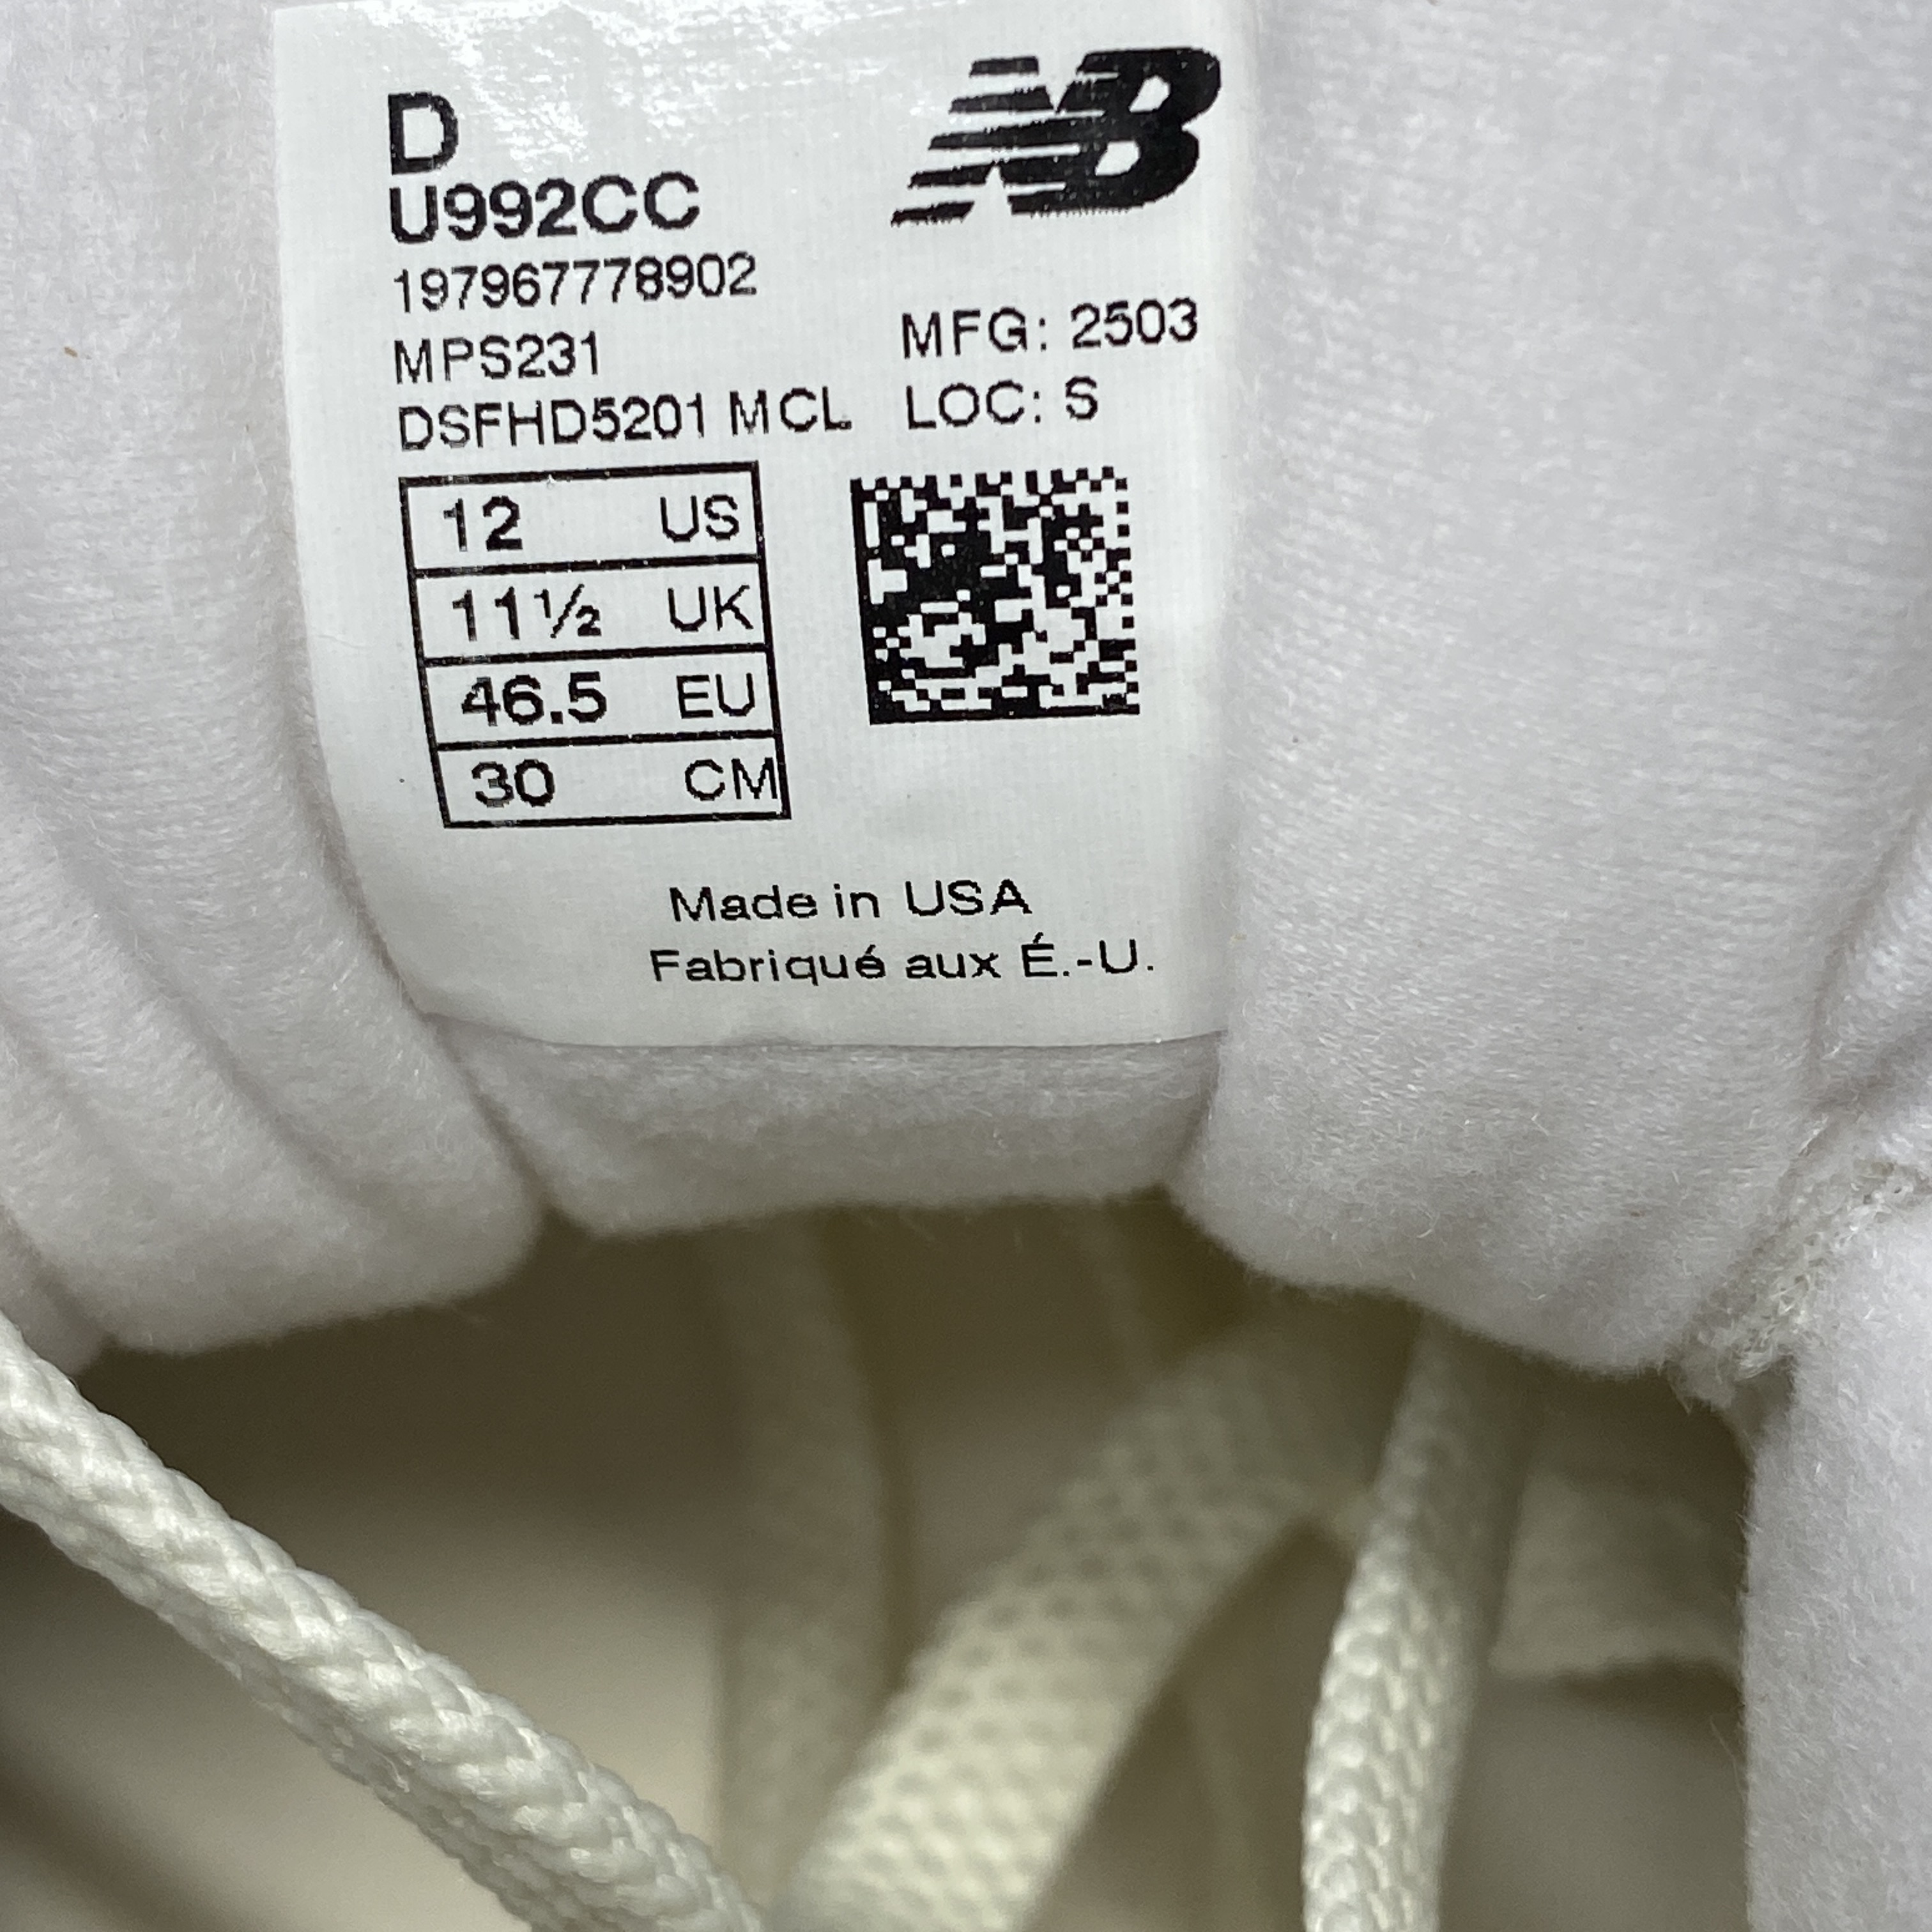 D
NB
U992CC
197967778902
MPS231
MFG: 2503
DSFHD5201 MCL
LOC: S
12 US
11½ UK
46.5 EU
30 CM
Made in USA
Fabriqué aux É.-U.